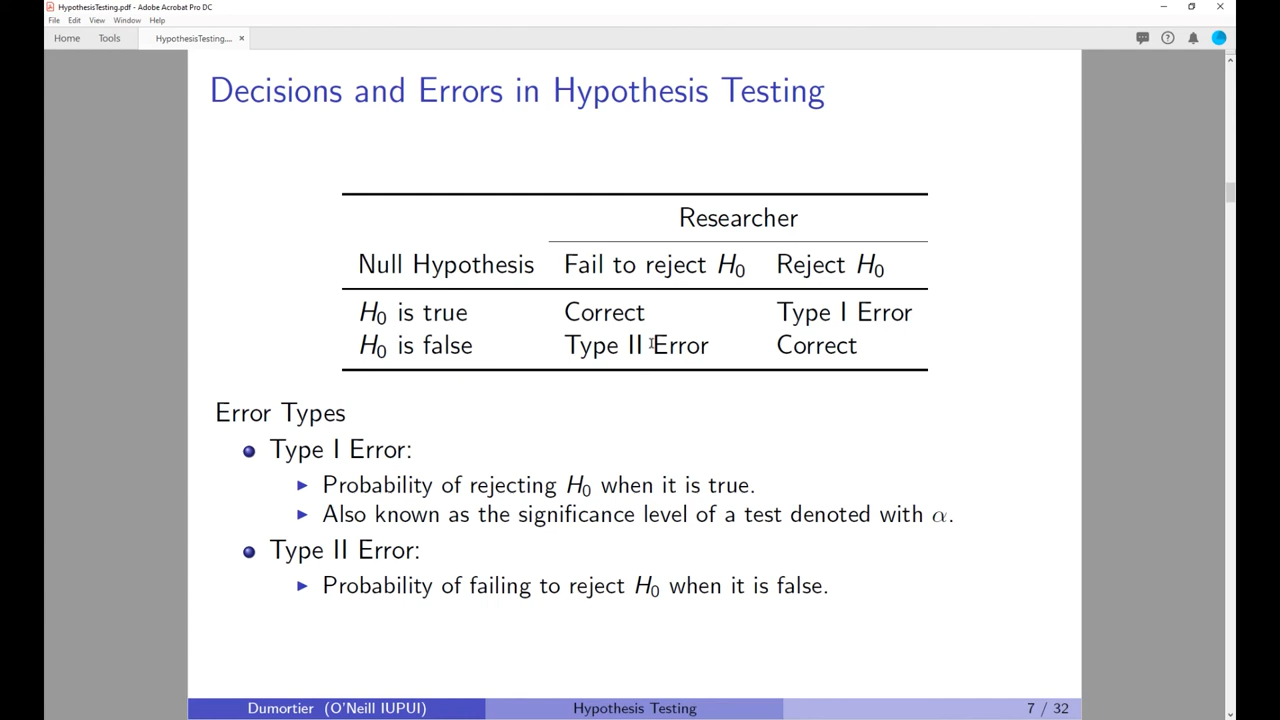 HypothesisTesting.pdf - Adobe Acrobat Pro DC
File Edit View Window Help
Home Tools HypothesisTesting.... ×
Decisions and Errors in Hypothesis Testing
Researcher
Null Hypothesis Fail to reject H₀ Reject H₀
H₀ is true Correct Type I Error
H₀ is false Type II Error Correct
Error Types
Type I Error:
Probability of rejecting H₀ when it is true.
Also known as the significance level of a test denoted with α.
Type II Error:
Probability of failing to reject H₀ when it is false.
Dumortier (O'Neill IUPUI) Hypothesis Testing 7 / 32